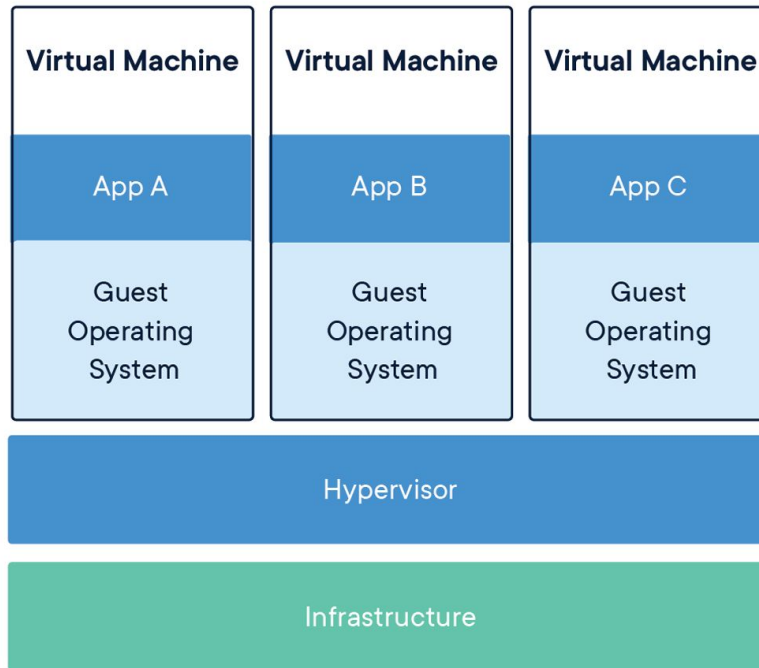 Virtual Machine
Virtual Machine
Virtual Machine
App A
App B
App C
Guest
Operating
System
Guest
Operating
System
Guest
Operating
System
Hypervisor
Infrastructure